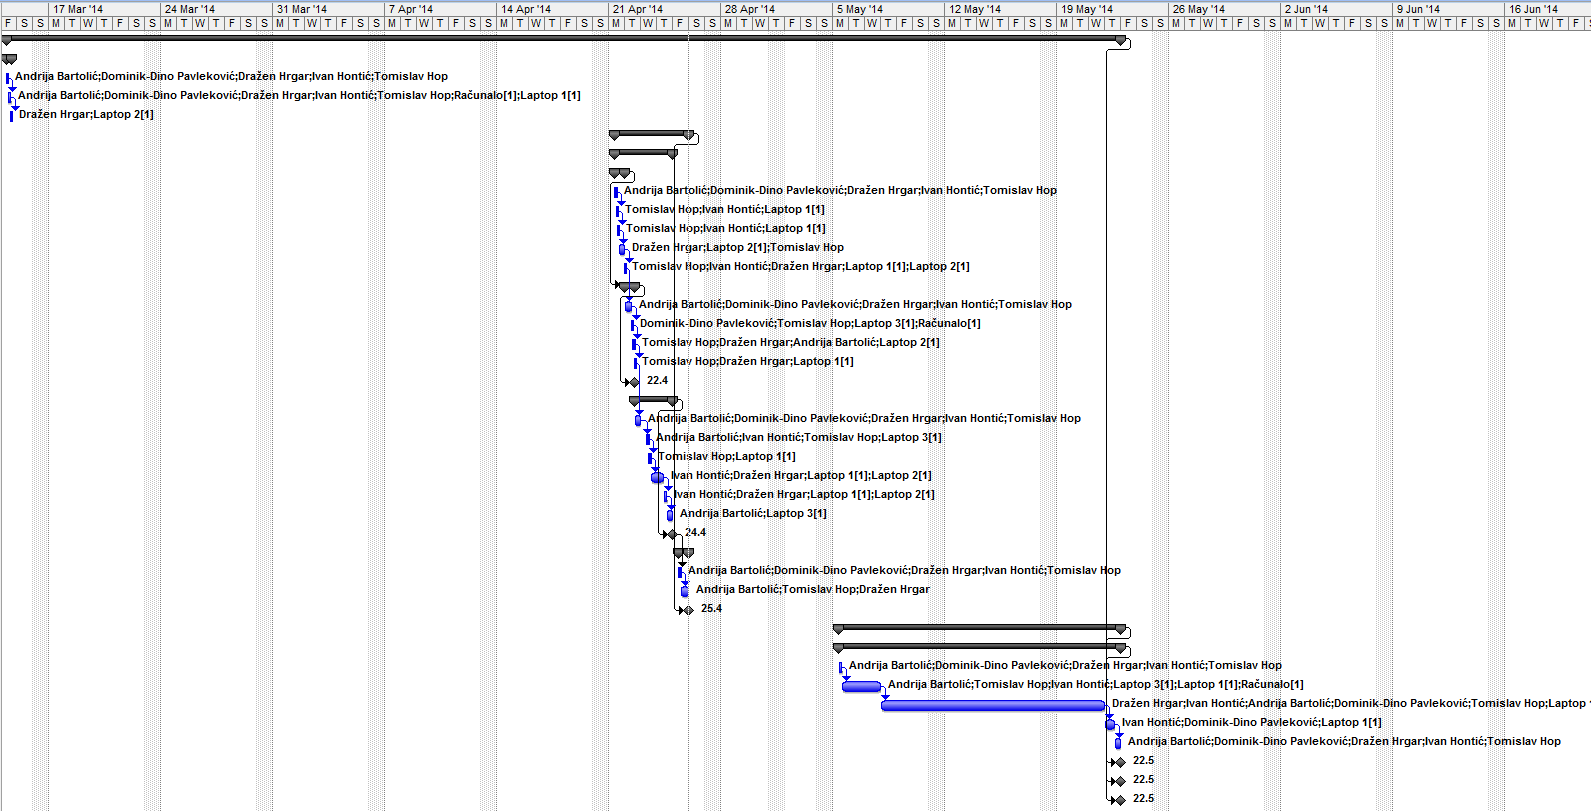 17 Mar '14 24 Mar '14 31 Mar '14 7 Apr '14 14 Apr '14 21 Apr '14 28 Apr '14 5 May '14 12 May '14 19 May '14 26 May '14 2 Jun '14 9 Jun '14 16 Jun '14
F S S M T W T F S S M T W T F S S M T W T F S S M T W T F S S M T W T F S S M T W T F S S M T W T F S S M T W T F S S M T W T F S S M T W T F S S M T W T F S S M T W T F S S M T W T F S S M T W T F S
Andrija Bartolić;Dominik-Dino Pavleković;Dražen Hrgar;Ivan Hontić;Tomislav Hop
Andrija Bartolić;Dominik-Dino Pavleković;Dražen Hrgar;Ivan Hontić;Tomislav Hop;Računalo[1];Laptop 1[1]
Dražen Hrgar;Laptop 2[1]
Andrija Bartolić;Dominik-Dino Pavleković;Dražen Hrgar;Ivan Hontić;Tomislav Hop
Tomislav Hop;Ivan Hontić;Laptop 1[1]
Tomislav Hop;Ivan Hontić;Laptop 1[1]
Dražen Hrgar;Laptop 2[1];Tomislav Hop
Tomislav Hop;Ivan Hontić;Dražen Hrgar;Laptop 1[1];Laptop 2[1]
Andrija Bartolić;Dominik-Dino Pavleković;Dražen Hrgar;Ivan Hontić;Tomislav Hop
Dominik-Dino Pavleković;Tomislav Hop;Laptop 3[1];Računalo[1]
Tomislav Hop;Dražen Hrgar;Andrija Bartolić;Laptop 2[1]
Tomislav Hop;Dražen Hrgar;Laptop 1[1]
22.4
Andrija Bartolić;Dominik-Dino Pavleković;Dražen Hrgar;Ivan Hontić;Tomislav Hop
Andrija Bartolić;Ivan Hontić;Tomislav Hop;Laptop 3[1]
Tomislav Hop;Laptop 1[1]
Ivan Hontić;Dražen Hrgar;Laptop 1[1];Laptop 2[1]
Ivan Hontić;Dražen Hrgar;Laptop 1[1];Laptop 2[1]
Andrija Bartolić;Laptop 3[1]
24.4
Andrija Bartolić;Dominik-Dino Pavleković;Dražen Hrgar;Ivan Hontić;Tomislav Hop
Andrija Bartolić;Tomislav Hop;Dražen Hrgar
25.4
Andrija Bartolić;Dominik-Dino Pavleković;Dražen Hrgar;Ivan Hontić;Tomislav Hop
Andrija Bartolić;Tomislav Hop;Ivan Hontić;Laptop 3[1];Laptop 1[1];Računalo[1]
Dražen Hrgar;Ivan Hontić;Andrija Bartolić;Dominik-Dino Pavleković;Tomislav Hop;Laptop
Ivan Hontić;Dominik-Dino Pavleković;Laptop 1[1]
Andrija Bartolić;Dominik-Dino Pavleković;Dražen Hrgar;Ivan Hontić;Tomislav Hop
22.5
22.5
22.5